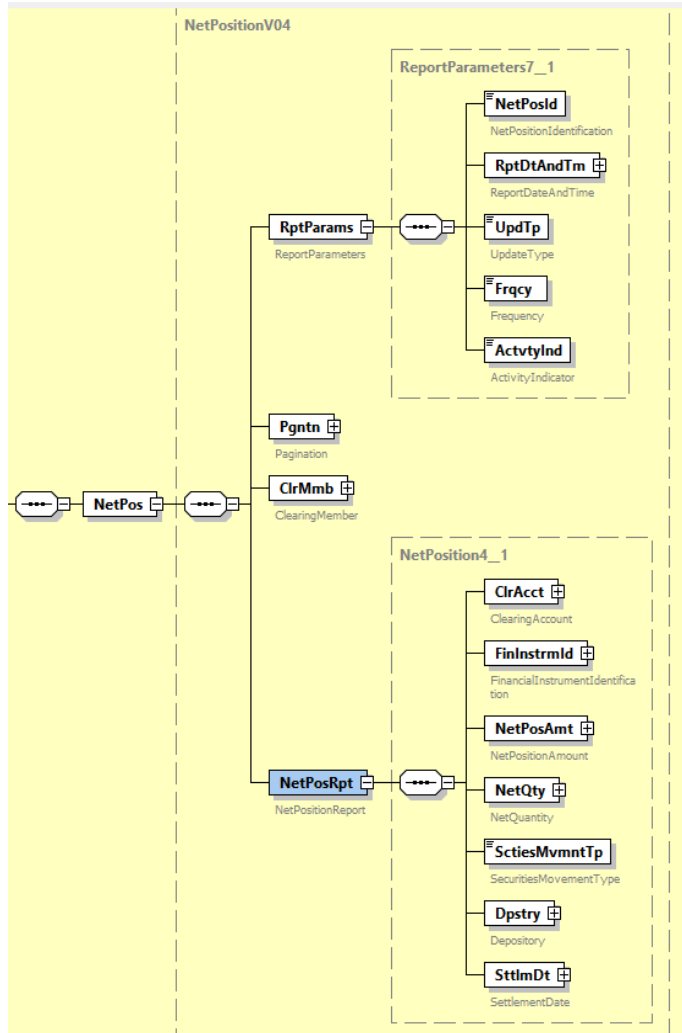 NetPositionV04
ReportParameters7__1
NetPosId
NetPositionIdentification
RptDtAndTm
ReportDateAndTime
RptParams
ReportParameters
UpdTp
UpdateType
Frqcy
Frequency
ActvtyInd
ActivityIndicator
Pgntn
Pagination
ClrMmb
ClearingMember
NetPos
NetPosition4__1
ClrAcct
ClearingAccount
FinInstrmId
FinancialInstrumentIdentifica
tion
NetPosAmt
NetPositionAmount
NetPosRpt
NetPositionReport
NetQty
NetQuantity
SctiesMvmntTp
SecuritiesMovementType
Dpstry
Depository
SttlmDt
SettlementDate